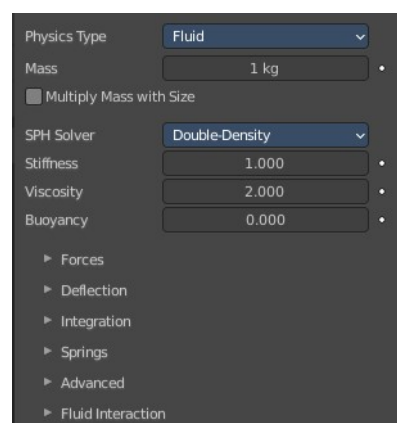 Physics Type Fluid
Mass 1 kg
Multiply Mass with Size
SPH Solver Double-Density
Stiffness 1.000
Viscosity 2.000
Buoyancy 0.000
Forces
Deflection
Integration
Springs
Advanced
Fluid Interaction